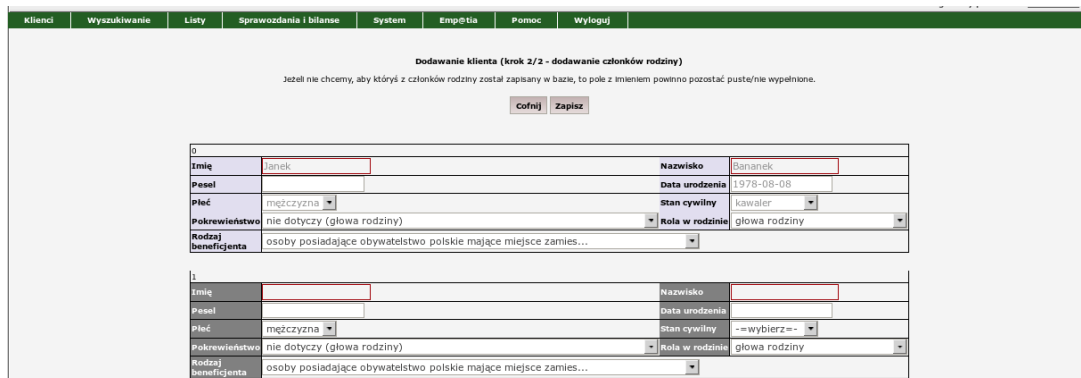 Klienci Wyszukiwanie Listy Sprawozdania i bilanse System Emp@tia Pomoc Wyloguj
Dodawanie klienta (krok 2/2 - dodawanie członków rodziny)
Jeżeli nie chcemy, aby któryś z członków rodziny został zapisany w bazie, to pole z imieniem powinno pozostać puste/nie wypełnione.
Cofnij Zapisz
0
Imię Janek Nazwisko Bananek
Pesel Data urodzenia 1978-08-08
Płeć mężczyzna Stan cywilny kawaler
Pokrewieństwo nie dotyczy (głowa rodziny) Rola w rodzinie głowa rodziny
Rodzaj
beneficjenta osoby posiadające obywatelstwo polskie mające miejsce zamies...
1
Imię Nazwisko
Pesel Data urodzenia
Płeć mężczyzna Stan cywilny -=wybierz=-
Pokrewieństwo nie dotyczy (głowa rodziny) Rola w rodzinie głowa rodziny
Rodzaj
beneficjenta osoby posiadające obywatelstwo polskie mające miejsce zamies...